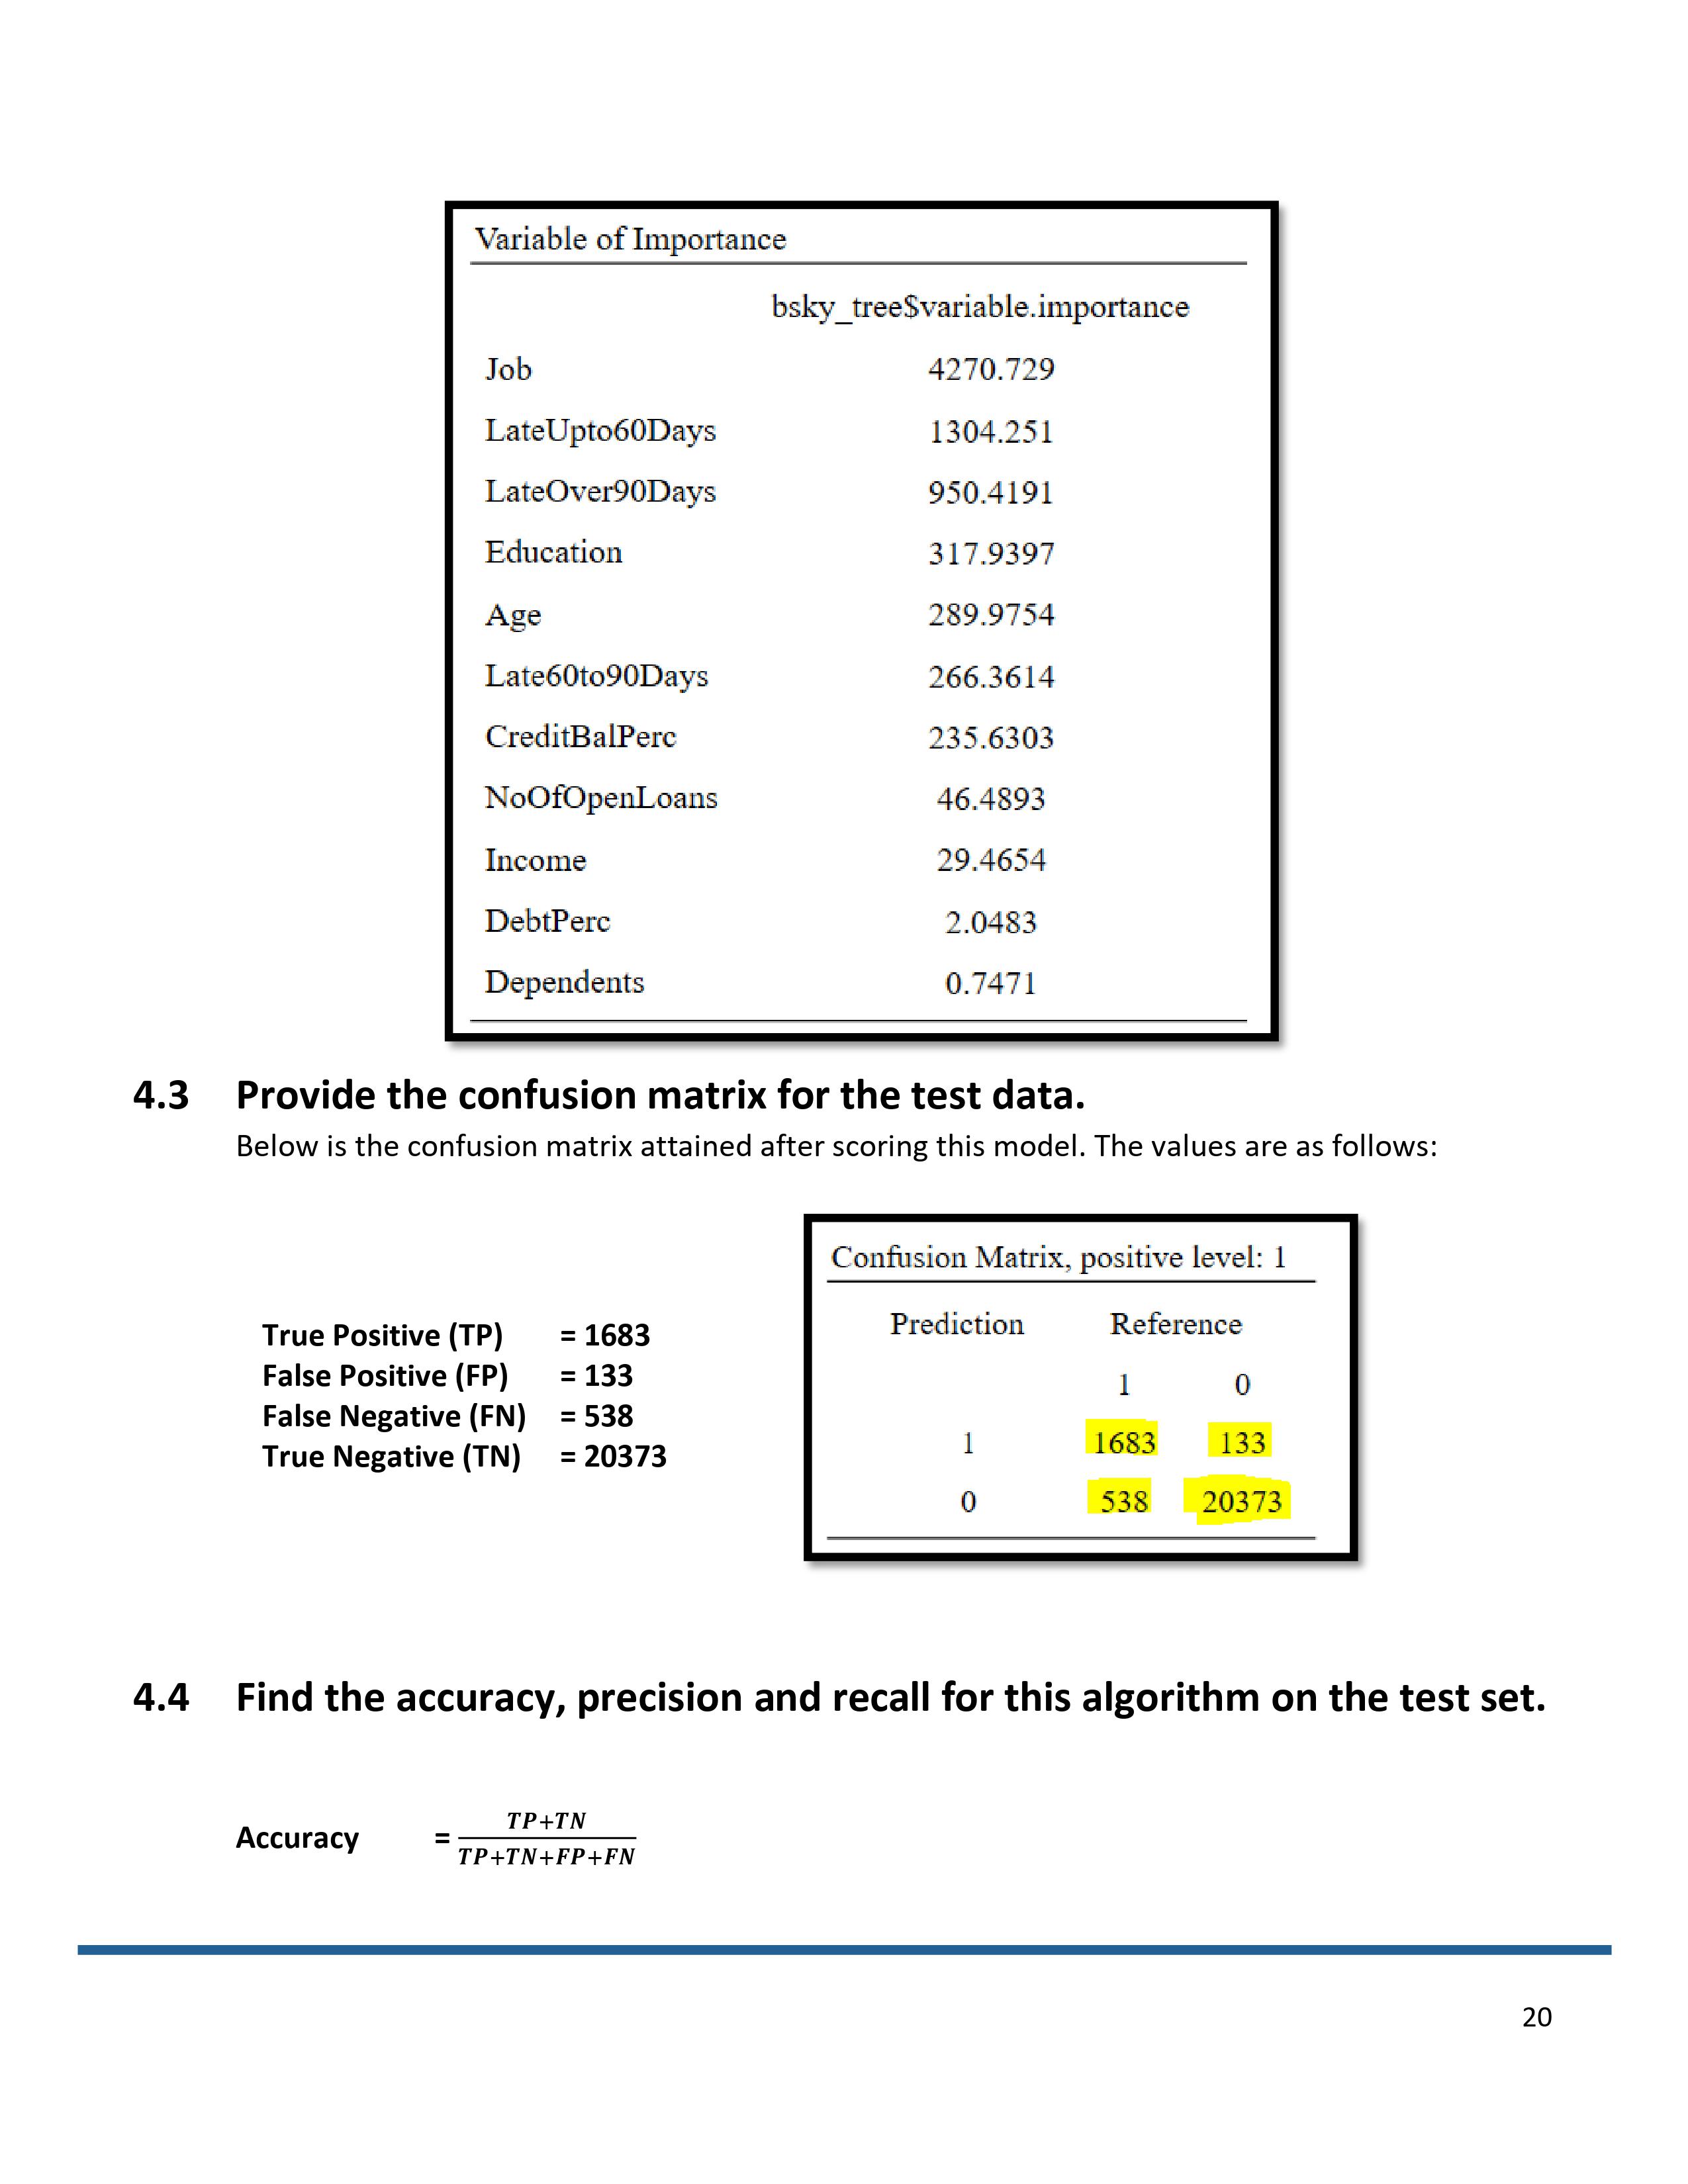 Variable of Importance
bsky_tree$variable.importance
Job 4270.729
LateUpto60Days 1304.251
LateOver90Days 950.4191
Education 317.9397
Age 289.9754
Late60to90Days 266.3614
CreditBalPerc 235.6303
NoOfOpenLoans 46.4893
Income 29.4654
DebtPerc 2.0483
Dependents 0.7471
4.3 Provide the confusion matrix for the test data.
Below is the confusion matrix attained after scoring this model. The values are as follows:
True Positive (TP) = 1683
False Positive (FP) = 133
False Negative (FN) = 538
True Negative (TN) = 20373
Confusion Matrix, positive level: 1
Prediction Reference
1 0
1 1683 133
0 538 20373
4.4 Find the accuracy, precision and recall for this algorithm on the test set.
TP+TN
Accuracy =
TP+TN+FP+FN
20